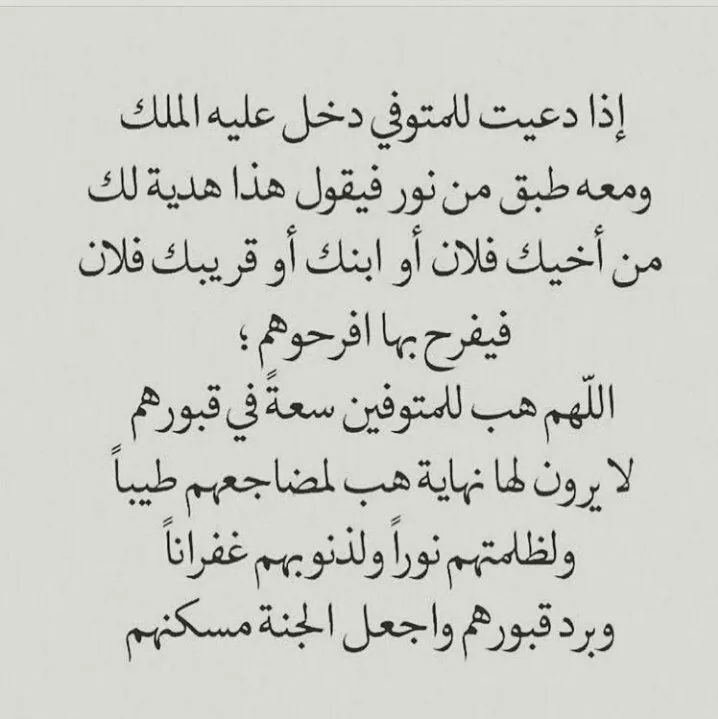 إذا دعيت للمتوفي دخل عليه الملك
ومعه طبق من نور فيقول هذا هدية لك
من أخيك فلان أو ابنك أو قريبك فلان
فيفرح بها افرحوهم ؛
اللّهم هب للمتوفين سعةً في قبورهم
لا يرون لها نهاية هب لمضاجعهم طيباً
ولظلمتهم نوراً ولذنوبهم غفراناً
وبرد قبورهم واجعل الجنة مسكنهم